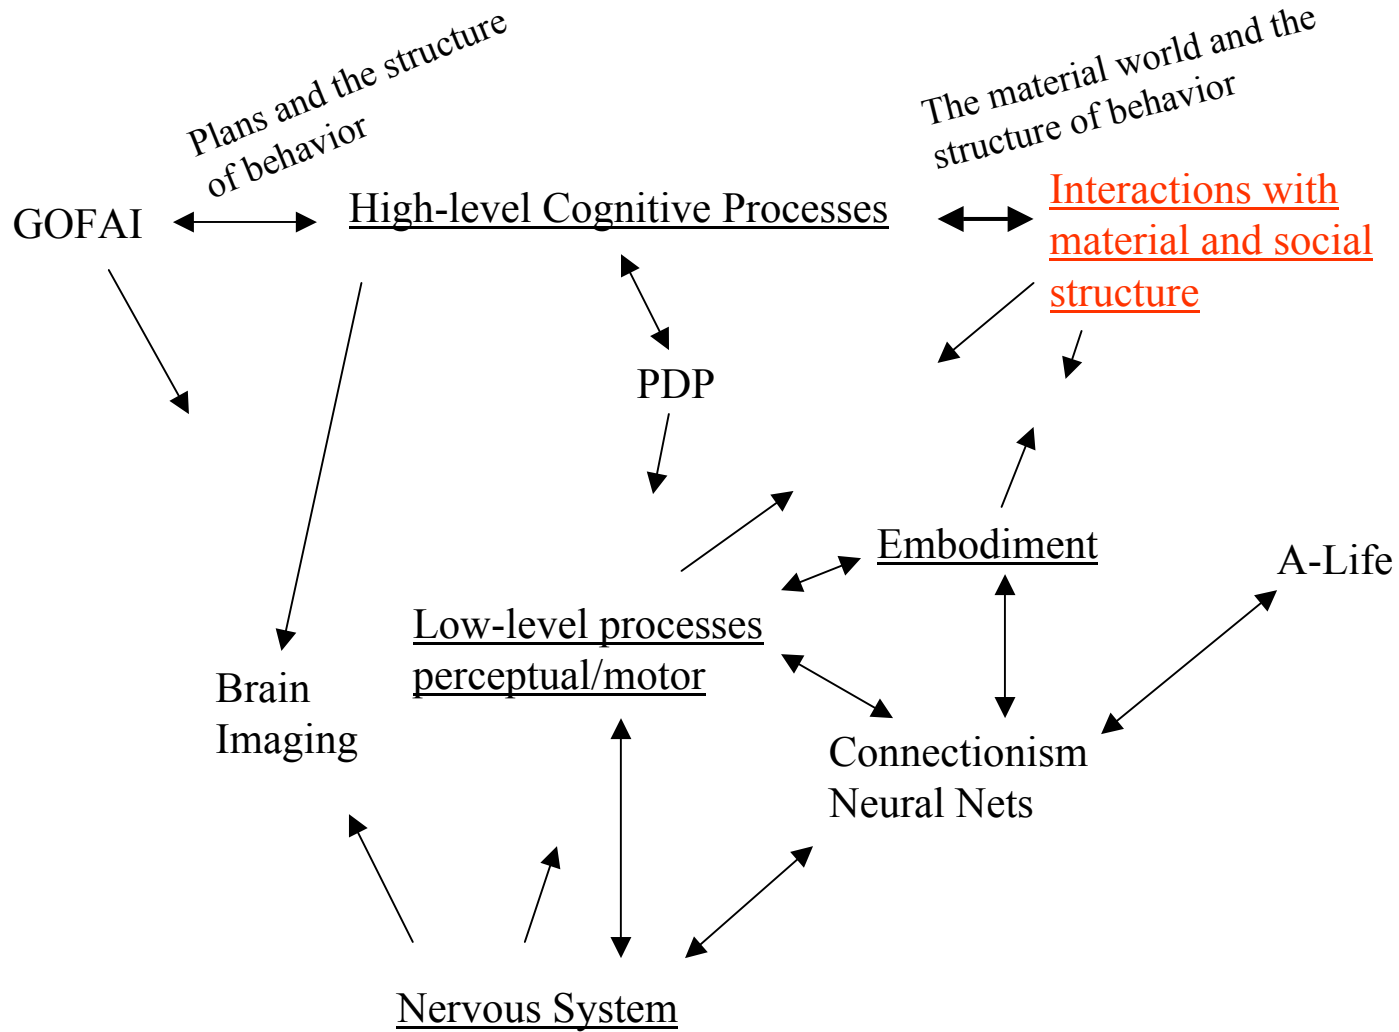 Plans and the structure
of behavior
The material world and the
structure of behavior
GOFAI
High-level Cognitive Processes
Interactions with
material and social
structure
PDP
Embodiment
A-Life
Low-level processes
perceptual/motor
Brain
Imaging
Connectionism
Neural Nets
Nervous System